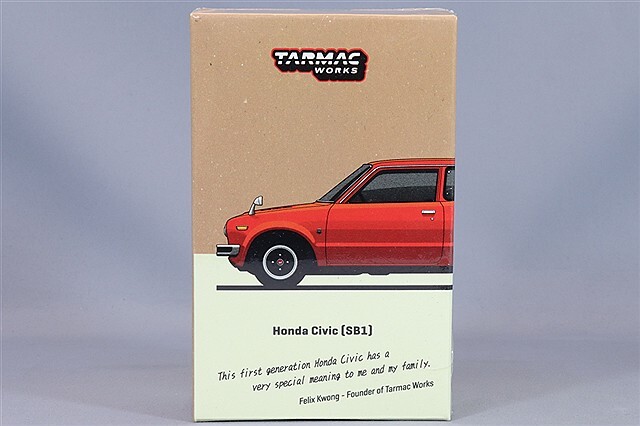 TARMAC
WORKS
Honda Civic (SB1)
This first generation Honda Civic has a
very special meaning to me and my family.
Felix Kwong - Founder of Tarmac Works